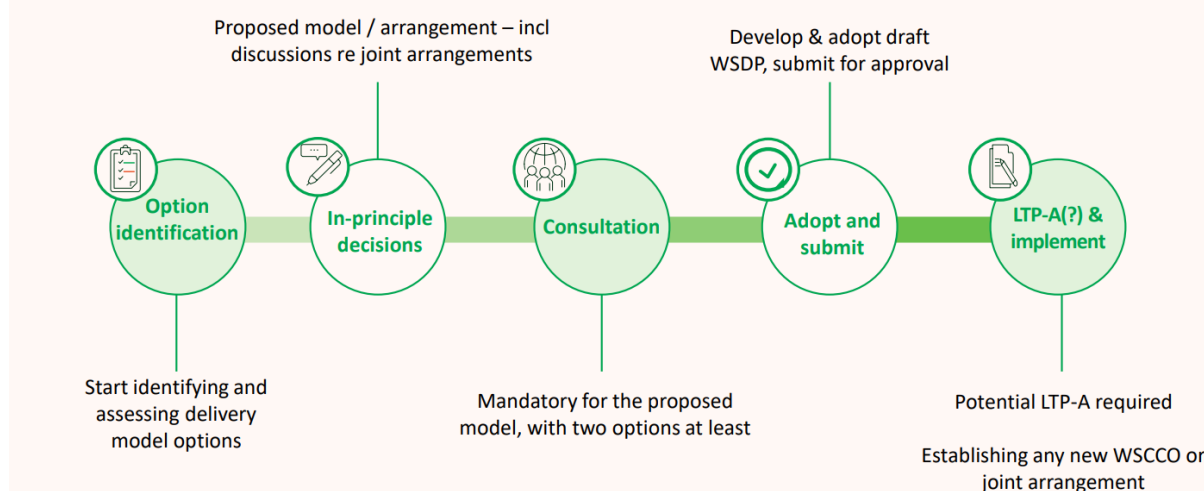 Proposed model / arrangement – incl
discussions re joint arrangements
Develop & adopt draft
WSDP, submit for approval
Option
identification
In-principle
decisions
Consultation
Adopt and
submit
LTP-A(?) &
implement
Start identifying and
assessing delivery
model options
Mandatory for the proposed
model, with two options at least
Potential LTP-A required
Establishing any new WSCCO or
joint arrangement